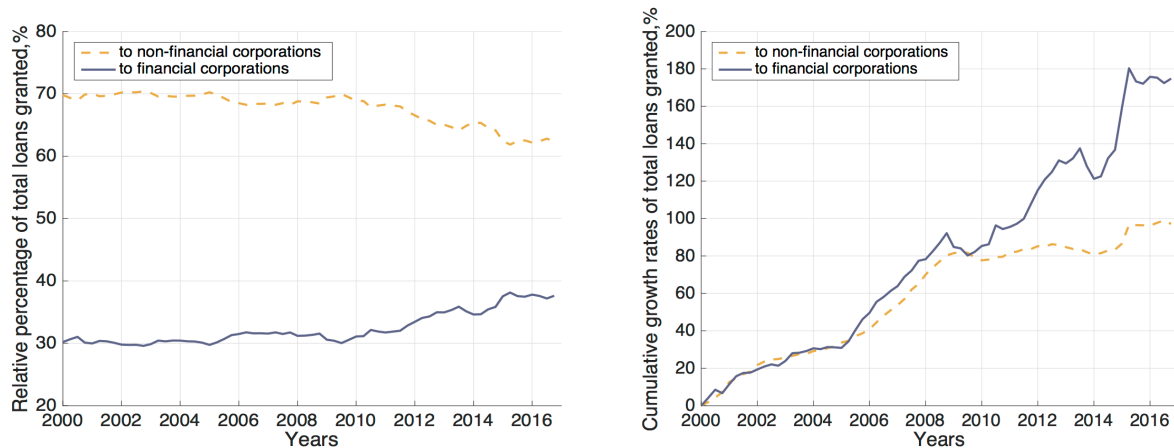 Relative percentage of total loans granted,%
80
70
60
50
40
30
20
to non-financial corporations
to financial corporations
2000 2002 2004 2006 2008 2010 2012 2014 2016
Years
Cumulative growth rates of total loans granted,%
200
180
160
140
120
100
80
60
40
20
0
to non-financial corporations
to financial corporations
2000 2002 2004 2006 2008 2010 2012 2014 2016
Years